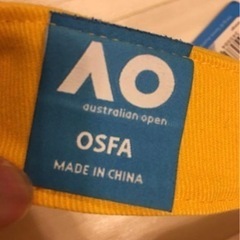 AO
australian open
OSFA
MADE IN CHINA